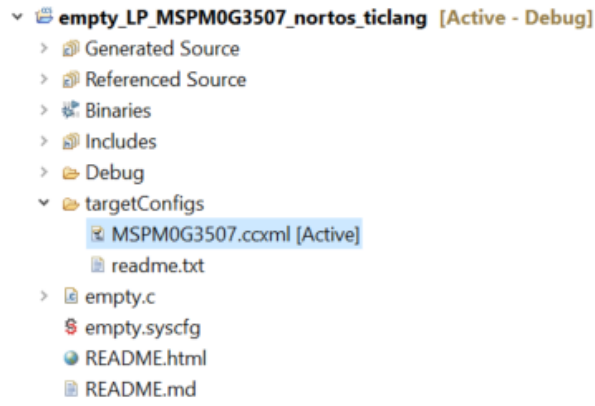 empty_LP_MSPM0G3507_nortos_ticlang [Active - Debug]
Generated Source
Referenced Source
Binaries
Includes
Debug
targetConfigs
MSPM0G3507.ccxml [Active]
readme.txt
empty.c
empty.syscfg
README.html
README.md